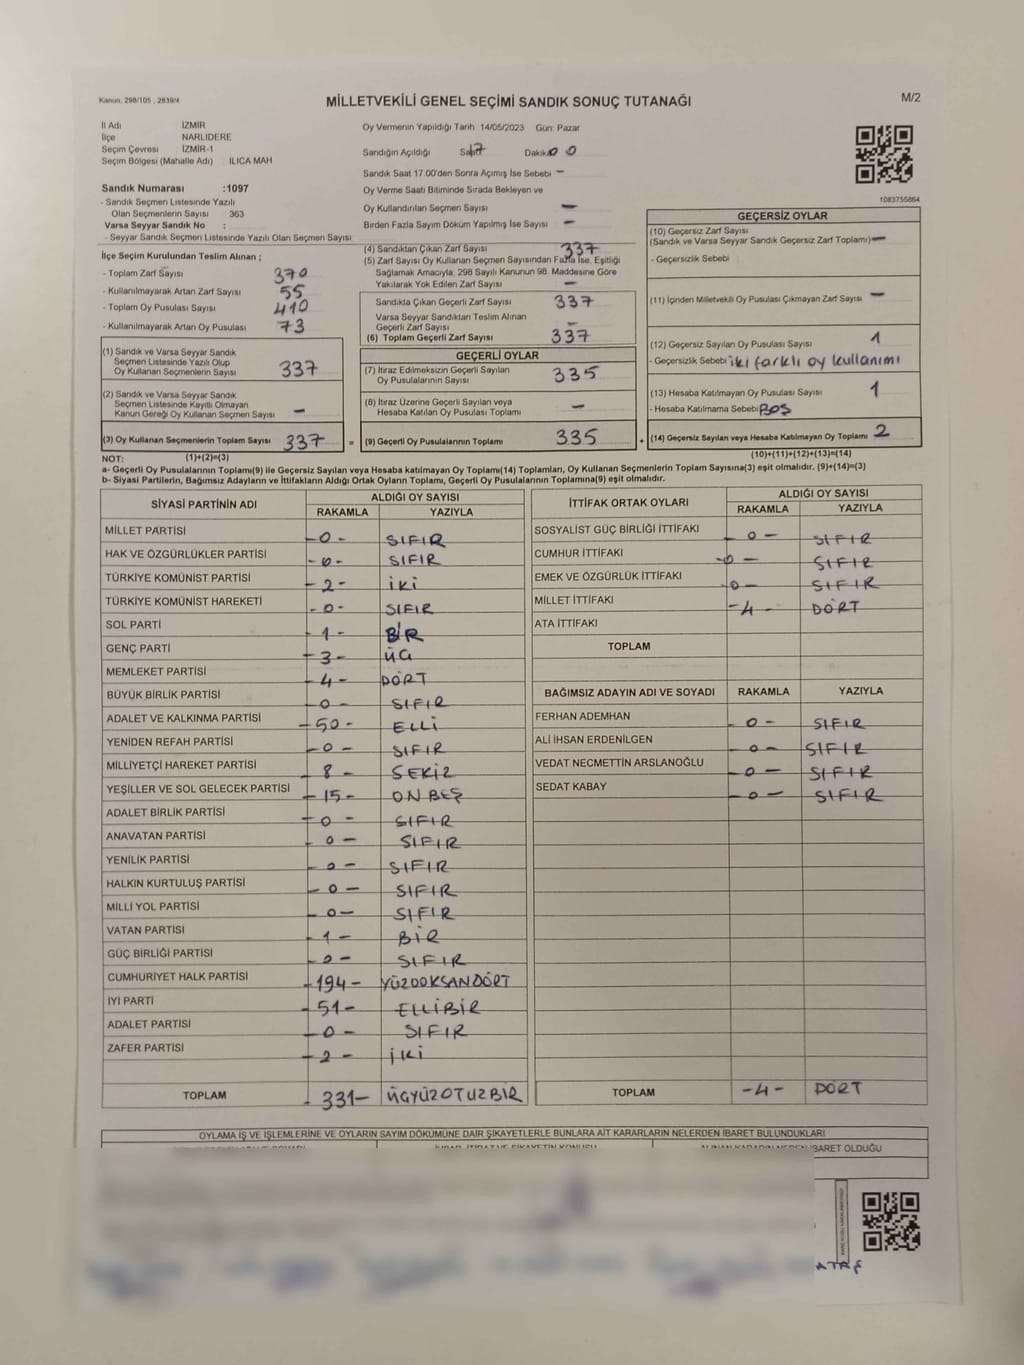 Kanun, 298/105 , 2839/4
MİLLETVEKİLİ GENEL SEÇİMİ SANDIK SONUÇ TUTANAĞI
M/2
İl Adı İZMİR
İlçe NARLIDERE
Seçim Çevresi İZMİR-1
Seçim Bölgesi (Mahalle Adı) ILICA MAH
Sandık Numarası :1097
- Sandık Seçmen Listesinde Yazılı
Olan Seçmenlerin Sayısı : 363
Varsa Seyyar Sandık No :
- Seyyar Sandık Seçmen Listesinde Yazılı Olan Seçmen Sayısı:
İlçe Seçim Kurulundan Teslim Alınan ;
- Toplam Zarf Sayısı 370
- Kullanılmayarak Artan Zarf Sayısı 55
- Toplam Oy Pusulası Sayısı 410
- Kullanılmayarak Artan Oy Pusulası 73
(1) Sandık ve Varsa Seyyar Sandık
Seçmen Listesinde Yazılı Olup
Oy Kullanan Seçmenlerin Sayısı 337
(2) Sandık ve Varsa Seyyar Sandık
Seçmen Listesinde Kayıtlı Olmayan
Kanun Gereği Oy Kullanan Seçmen Sayısı -
(3) Oy Kullanan Seçmenlerin Toplam Sayısı 337 =
Oy Vermenin Yapıldığı Tarih 14/05/2023 Gün: Pazar
Sandığın Açıldığı Saat 17 Dakika 00
Sandık Saat 17.00'den Sonra Açımış İse Sebebi -
Oy Verme Saati Bitiminde Sırada Bekleyen ve
Oy Kullandırılan Seçmen Sayısı -
Birden Fazla Sayım Döküm Yapılmış İse Sayısı -
(4) Sandıktan Çıkan Zarf Sayısı 337
(5) Zarf Sayısı Oy Kullanan Seçmen Sayısından Fazla İse, Eşitliği
Sağlamak Amacıyla, 298 Sayılı Kanunun 98. Maddesine Göre
Yakılarak Yok Edilen Zarf Sayısı -
Sandıkta Çıkan Geçerli Zarf Sayısı 337
Varsa Seyyar Sandıktan Teslim Alınan
Geçerli Zarf Sayısı -
(6) Toplam Geçerli Zarf Sayısı 337
GEÇERLİ OYLAR
(7) İtiraz Edilmeksizin Geçerli Sayılan
Oy Pusulalarının Sayısı 335
(8) İtiraz Üzerine Geçerli Sayılan veya
Hesaba Katılan Oy Pusulası Toplamı -
(9) Geçerli Oy Pusulalarının Toplamı 335 +
1083755864
GEÇERSİZ OYLAR
(10) Geçersiz Zarf Sayısı
(Sandık ve Varsa Seyyar Sandık Geçersiz Zarf Toplamı) -
- Geçersizlik Sebebi
(11) İçinden Milletvekili Oy Pusulası Çıkmayan Zarf Sayısı -
(12) Geçersiz Sayılan Oy Pusulası Sayısı 1
- Geçersizlik Sebebi iki farklı oy kullanımı
(13) Hesaba Katılmayan Oy Pusulası Sayısı 1
- Hesaba Katılmama Sebebi BOŞ
(14) Geçersiz Sayılan veya Hesaba Katılmayan Oy Toplamı 2
NOT: (1)+(2)=(3) (10)+(11)+(12)+(13)=(14)
a- Geçerli Oy Pusulalarının Toplamı(9) ile Geçersiz Sayılan veya Hesaba katılmayan Oy Toplamı(14) Toplamları, Oy Kullanan Seçmenlerin Toplam Sayısına(3) eşit olmalıdır. (9)+(14)=(3)
b- Siyasi Partilerin, Bağımsız Adayların ve İttifakların Aldığı Ortak Oyların Toplamı, Geçerli Oy Pusulalarının Toplamına(9) eşit olmalıdır.
SİYASİ PARTİNİN ADI ALDIĞI OY SAYISI
RAKAMLA YAZIYLA
MİLLET PARTİSİ -0- SIFIR
HAK VE ÖZGÜRLÜKLER PARTİSİ -0- SIFIR
TÜRKİYE KOMÜNİST PARTİSİ -2- İKİ
TÜRKİYE KOMÜNİST HAREKETİ -0- SIFIR
SOL PARTİ -1- BİR
GENÇ PARTİ -3- ÜÇ
MEMLEKET PARTİSİ -4- DÖRT
BÜYÜK BİRLİK PARTİSİ -0- SIFIR
ADALET VE KALKINMA PARTİSİ -50- ELLİ
YENİDEN REFAH PARTİSİ -0- SIFIR
MİLLİYETÇİ HAREKET PARTİSİ -8- SEKİZ
YEŞİLLER VE SOL GELECEK PARTİSİ -15- ONBEŞ
ADALET BİRLİK PARTİSİ -0- SIFIR
ANAVATAN PARTİSİ -0- SIFIR
YENİLİK PARTİSİ -0- SIFIR
HALKIN KURTULUŞ PARTİSİ -0- SIFIR
MİLLİ YOL PARTİSİ -0- SIFIR
VATAN PARTİSİ -1- BİR
GÜÇ BİRLİĞİ PARTİSİ -0- SIFIR
CUMHURİYET HALK PARTİSİ -194- YÜZDOKSANDÖRT
İYİ PARTİ -51- ELLİBİR
ADALET PARTİSİ -0- SIFIR
ZAFER PARTİSİ -2- İKİ
TOPLAM -331- ÜÇYÜZOTUZBİR
İTTİFAK ORTAK OYLARI ALDIĞI OY SAYISI
RAKAMLA YAZIYLA
SOSYALİST GÜÇ BİRLİĞİ İTTİFAKI -0- SIFIR
CUMHUR İTTİFAKI -0- SIFIR
EMEK VE ÖZGÜRLÜK İTTİFAKI -0- SIFIR
MİLLET İTTİFAKI -4- DÖRT
ATA İTTİFAKI
TOPLAM
BAĞIMSIZ ADAYIN ADI VE SOYADI RAKAMLA YAZIYLA
FERHAN ADEMHAN -0- SIFIR
ALİ İHSAN ERDENİLGEN -0- SIFIR
VEDAT NECMETTİN ARSLANOĞLU -0- SIFIR
SEDAT KABAY -0- SIFIR
TOPLAM -4- DÖRT
OYLAMA İŞ VE İŞLEMLERİNE VE OYLARIN SAYIM DÖKÜMÜNE DAİR ŞİKAYETLERLE BUNLARA AİT KARARLARIN NELERDEN İBARET BULUNDUKLARI
İBARET OLDUĞU